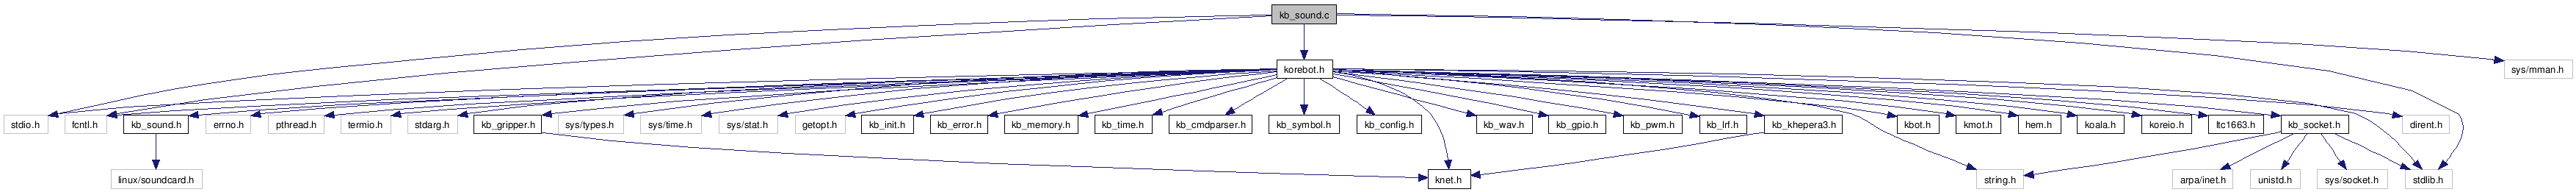 kb_sound.c
korebot.h
sys/mman.h
stdio.h
fcntl.h
kb_sound.h
errno.h
pthread.h
termio.h
stdarg.h
kb_gripper.h
sys/types.h
sys/time.h
sys/stat.h
getopt.h
kb_init.h
kb_error.h
kb_memory.h
kb_time.h
kb_cmdparser.h
kb_symbol.h
kb_config.h
kb_wav.h
kb_gpio.h
kb_pwm.h
kb_lrf.h
kb_khepera3.h
kbot.h
kmot.h
hem.h
koala.h
koreio.h
ltc1663.h
kb_socket.h
dirent.h
linux/soundcard.h
knet.h
string.h
arpa/inet.h
unistd.h
sys/socket.h
stdlib.h